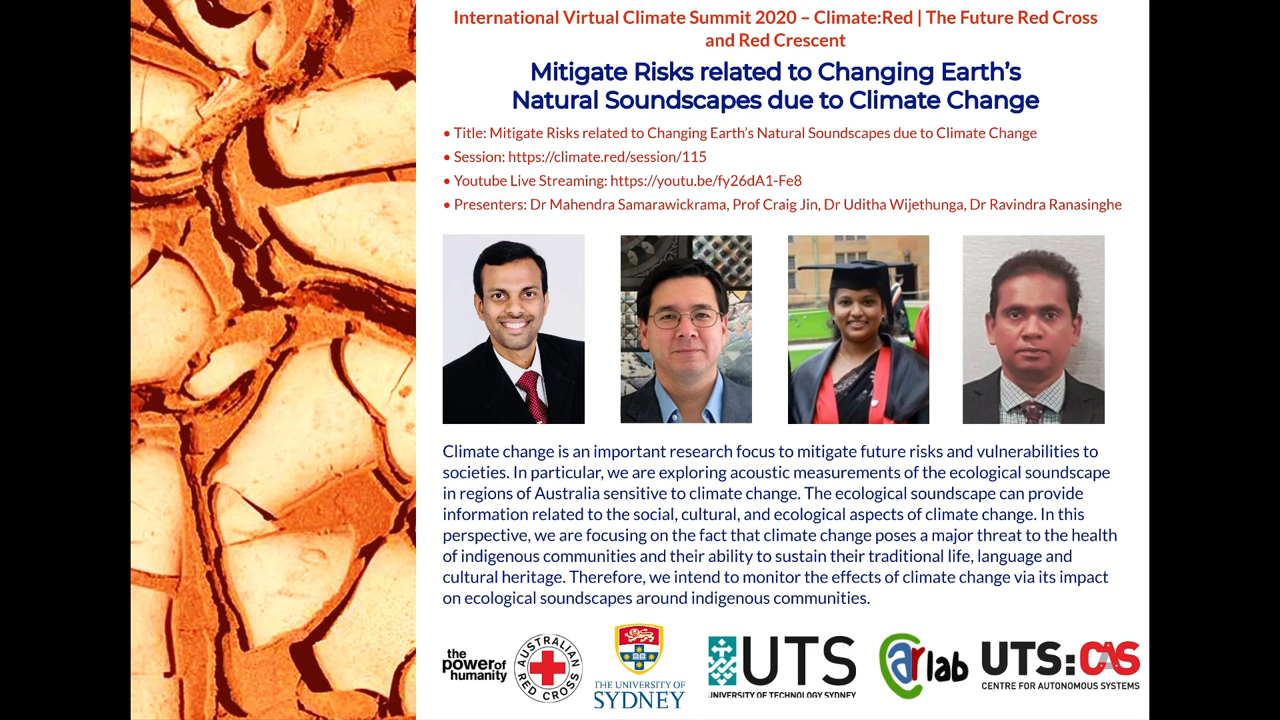 International Virtual Climate Summit 2020 – Climate:Red | The Future Red Cross
and Red Crescent
Mitigate Risks related to Changing Earth’s
Natural Soundscapes due to Climate Change
• Title: Mitigate Risks related to Changing Earth’s Natural Soundscapes due to Climate Change
• Session: https://climate.red/session/115
• Youtube Live Streaming: https://youtu.be/fy26dA1-Fe8
• Presenters: Dr Mahendra Samarawickrama, Prof Craig Jin, Dr Uditha Wijethunga, Dr Ravindra Ranasinghe
Climate change is an important research focus to mitigate future risks and vulnerabilities to
societies. In particular, we are exploring acoustic measurements of the ecological soundscape
in regions of Australia sensitive to climate change. The ecological soundscape can provide
information related to the social, cultural, and ecological aspects of climate change. In this
perspective, we are focusing on the fact that climate change poses a major threat to the health
of indigenous communities and their ability to sustain their traditional life, language and
cultural heritage. Therefore, we intend to monitor the effects of climate change via its impact
on ecological soundscapes around indigenous communities.
the
power of
humanity
AUSTRALIAN
RED CROSS
THE UNIVERSITY OF
SYDNEY
UTS
UNIVERSITY OF TECHNOLOGY SYDNEY
car lab
UTS:CAS
CENTRE FOR AUTONOMOUS SYSTEMS